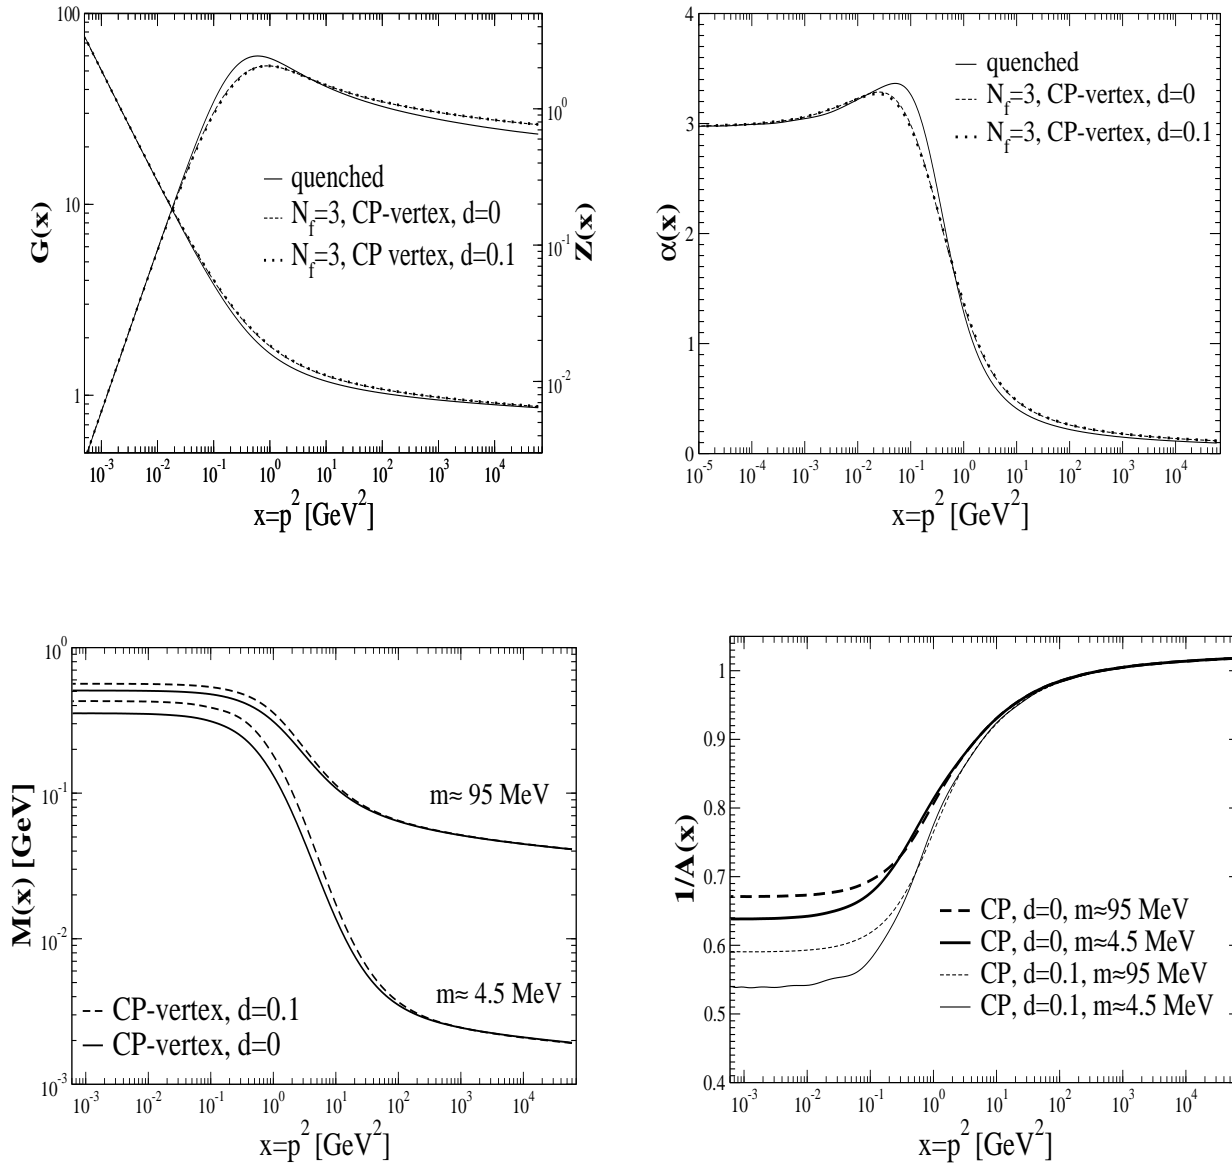 100
10
1
G(x)
10^0
10^-1
10^-2
Z(x)
quenched
N_f=3, CP-vertex, d=0
N_f=3, CP vertex, d=0.1
10^-3 10^-2 10^-1 10^0 10^1 10^2 10^3 10^4
x=p^2 [GeV^2]
4
3
2
1
0
α(x)
quenched
N_f=3, CP-vertex, d=0
N_f=3, CP-vertex, d=0.1
10^-5 10^-4 10^-3 10^-2 10^-1 10^0 10^1 10^2 10^3 10^4
x=p^2 [GeV^2]
10^0
10^-1
10^-2
10^-3
M(x) [GeV]
m≈ 95 MeV
m≈ 4.5 MeV
CP-vertex, d=0.1
CP-vertex, d=0
10^-3 10^-2 10^-1 10^0 10^1 10^2 10^3 10^4
x=p^2 [GeV^2]
1
0.9
0.8
0.7
0.6
0.5
0.4
1/A(x)
CP, d=0, m≈95 MeV
CP, d=0, m≈4.5 MeV
CP, d=0.1, m≈95 MeV
CP, d=0.1, m≈4.5 MeV
10^-3 10^-2 10^-1 10^0 10^1 10^2 10^3 10^4
x=p^2 [GeV^2]